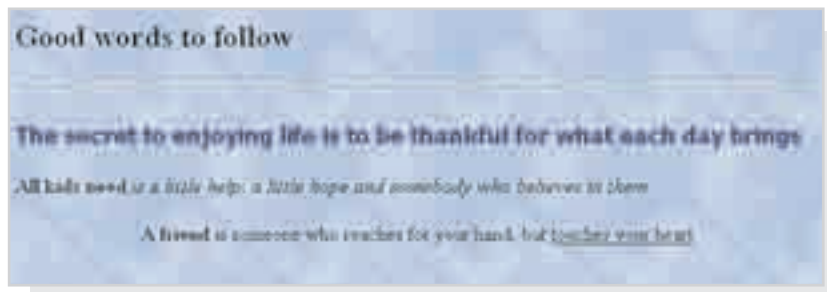 Good words to follow
The secret to enjoying life is to be thankful for what each day brings
All kids need is a little help, a little hope and somebody who believes in them
A friend is someone who reaches for your hand, but touches your heart